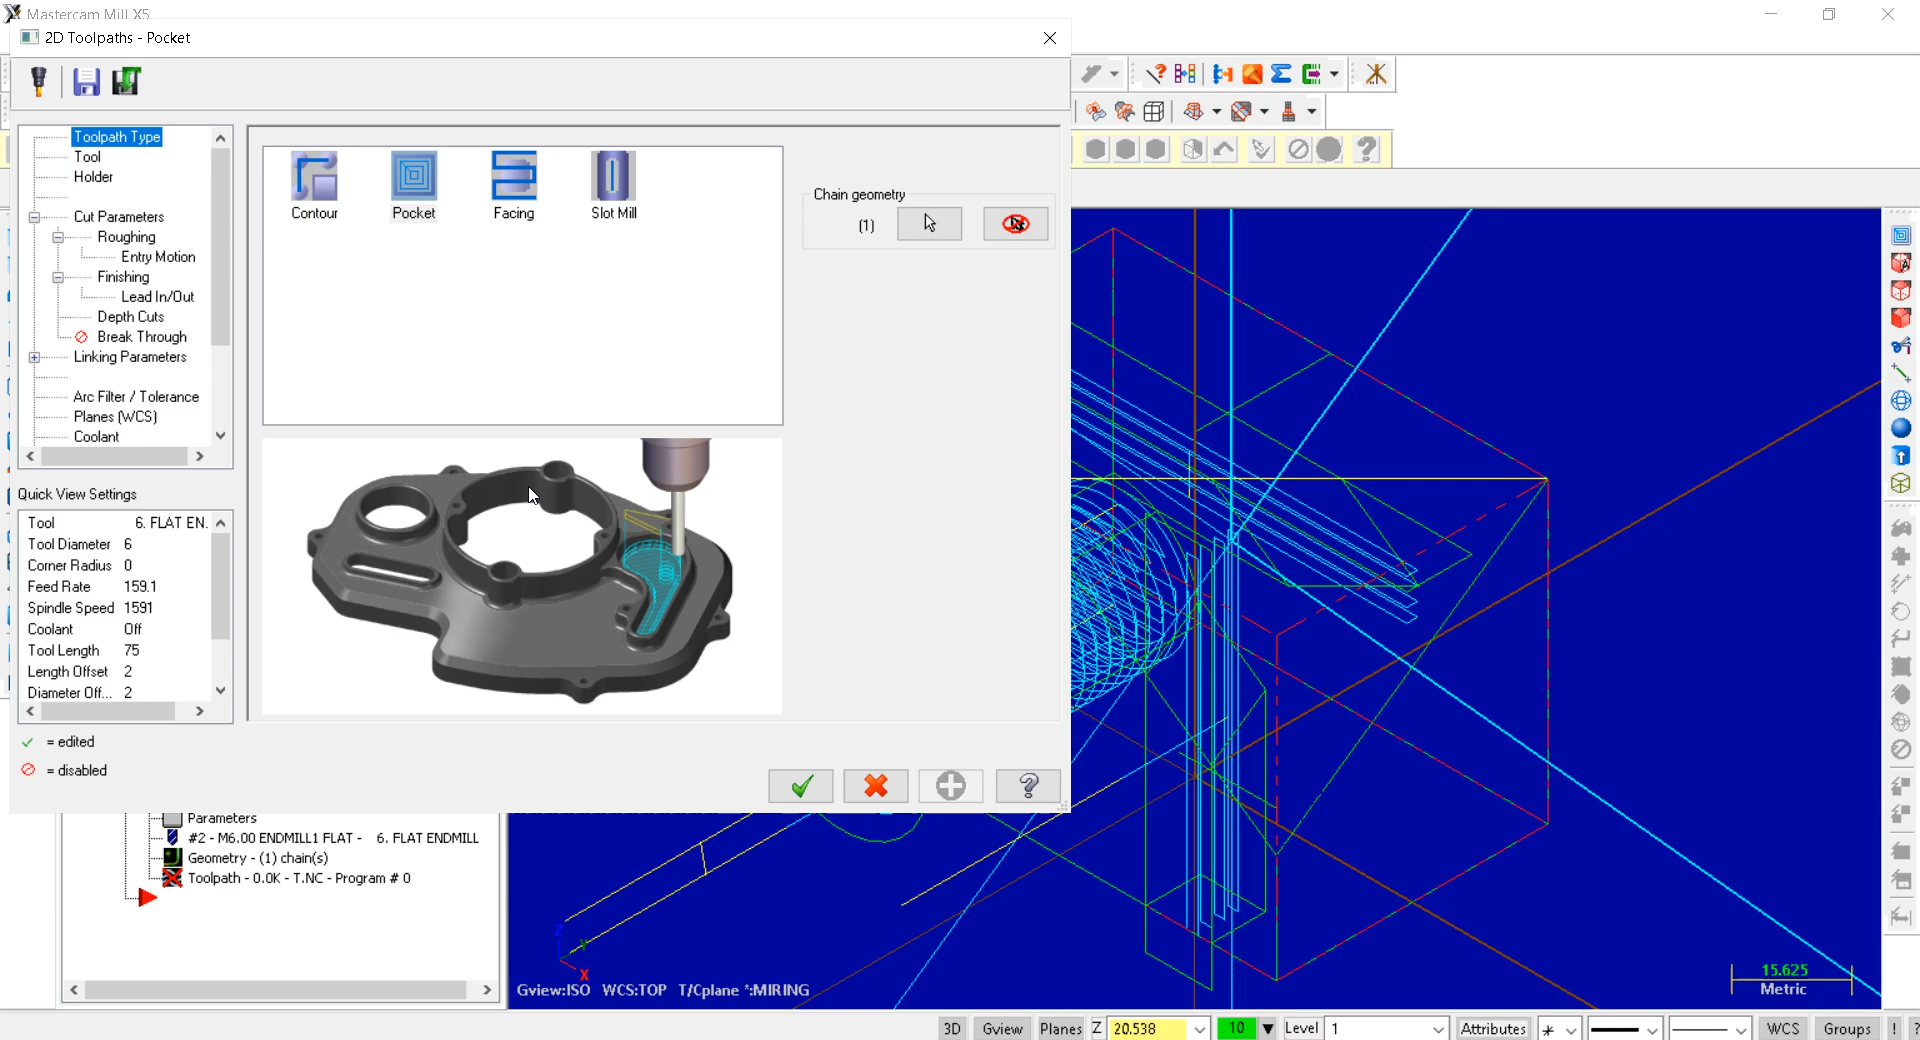 Mastercam Mill X5
2D Toolpaths - Pocket
Toolpath Type
Tool
Holder
Cut Parameters
Roughing
Entry Motion
Finishing
Lead In/Out
Depth Cuts
Break Through
Linking Parameters
Arc Filter / Tolerance
Planes (WCS)
Coolant
Contour
Pocket
Facing
Slot Mill
Chain geometry
(1)
Quick View Settings
Tool 6. FLAT EN.
Tool Diameter 6
Corner Radius 0
Feed Rate 159.1
Spindle Speed 1591
Coolant Off
Tool Length 75
Length Offset 2
Diameter Off... 2
= edited
= disabled
Parameters
#2 - M6.00 ENDMILL1 FLAT - 6. FLAT ENDMILL
Geometry - (1) chain(s)
Toolpath - 0.0K - T.NC - Program # 0
Z
Y
X
Gview:ISO WCS:TOP T/Cplane *:MIRING
15.625
Metric
3D Gview Planes Z 20.538 10 Level 1 Attributes WCS Groups ! ?